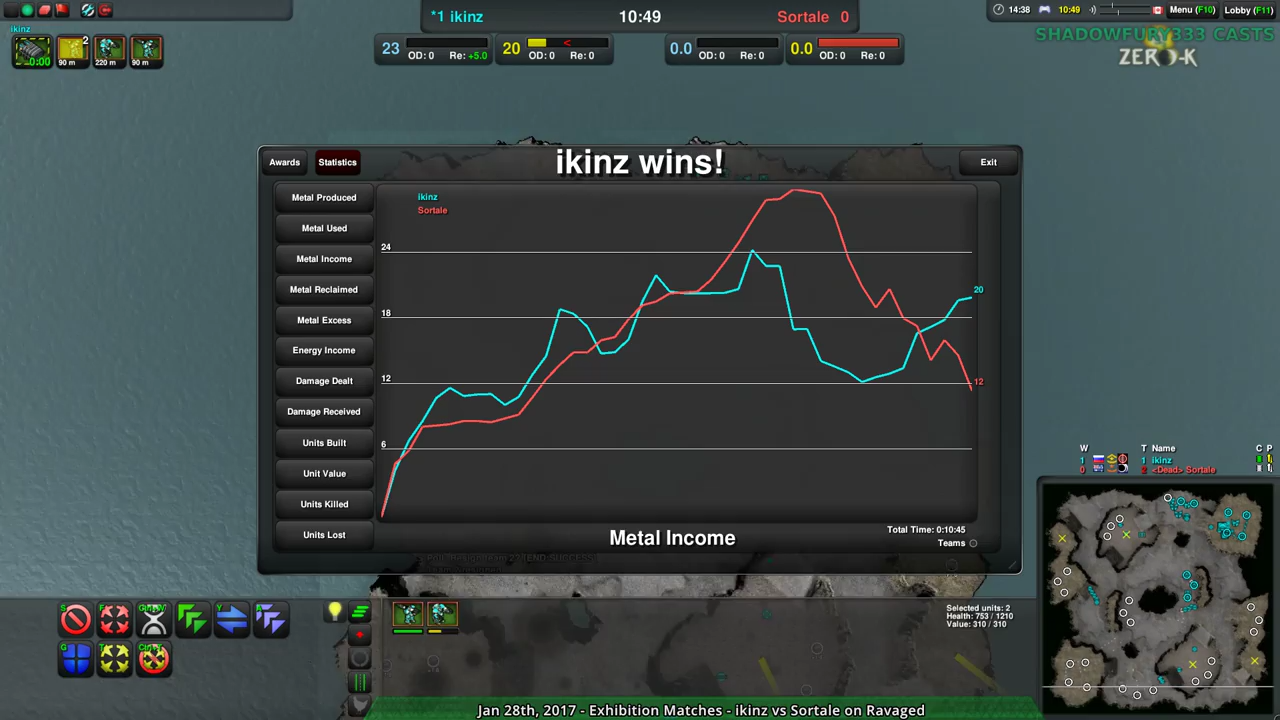 *1 ikinz
10:49
Sortale 0
14:38
10:49
Menu (F10)
Lobby (F11)
ikinz
23
OD: 0
Re: +5.0
20
<
OD: 0
Re: 0
0.0
OD: 0
Re: 0
0.0
OD: 0
Re: 0
SHADOWFURY333 CASTS
ZERO-K
0:00
2
90 m
220 m
90 m
Awards
Statistics
ikinz wins!
Exit
Metal Produced
Metal Used
Metal Income
Metal Reclaimed
Metal Excess
Energy Income
Damage Dealt
Damage Received
Units Built
Unit Value
Units Killed
Units Lost
ikinz
Sortale
24
18
12
6
20
12
Metal Income
Total Time: 0:10:45
Teams
W
T Name
C P
1
1 ikinz
0
2 <Dead> Sortale
Selected units: 2
Health: 753 / 1210
Value: 310 / 310
Jan 28th, 2017 - Exhibition Matches - ikinz vs Sortale on Ravaged